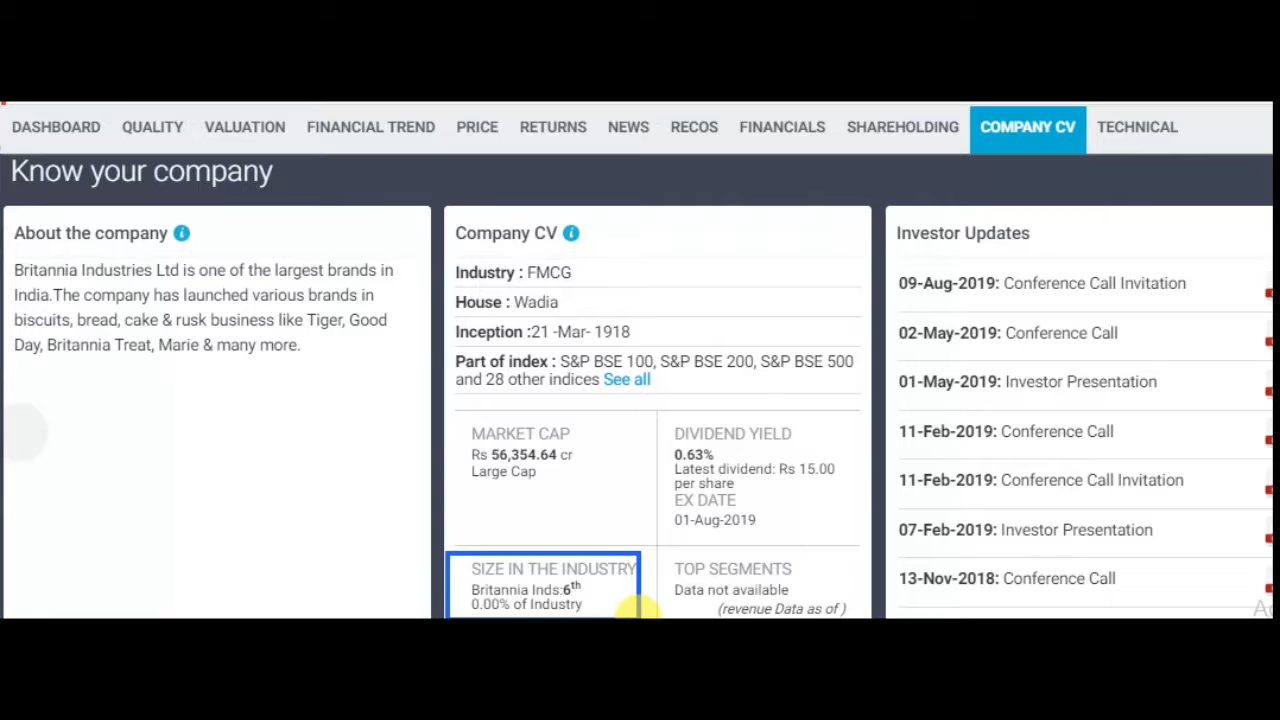 DASHBOARD QUALITY VALUATION FINANCIAL TREND PRICE RETURNS NEWS RECOS FINANCIALS SHAREHOLDING COMPANY CV TECHNICAL
Know your company
About the company
Britannia Industries Ltd is one of the largest brands in
India.The company has launched various brands in
biscuits, bread, cake & rusk business like Tiger, Good
Day, Britannia Treat, Marie & many more.
Company CV
Industry : FMCG
House : Wadia
Inception :21 -Mar- 1918
Part of index : S&P BSE 100, S&P BSE 200, S&P BSE 500
and 28 other indices See all
MARKET CAP
Rs 56,354.64 cr
Large Cap
DIVIDEND YIELD
0.63%
Latest dividend: Rs 15.00
per share
EX DATE
01-Aug-2019
SIZE IN THE INDUSTRY
Britannia Inds:6th
0.00% of Industry
TOP SEGMENTS
Data not available
(revenue Data as of )
Investor Updates
09-Aug-2019: Conference Call Invitation
02-May-2019: Conference Call
01-May-2019: Investor Presentation
11-Feb-2019: Conference Call
11-Feb-2019: Conference Call Invitation
07-Feb-2019: Investor Presentation
13-Nov-2018: Conference Call